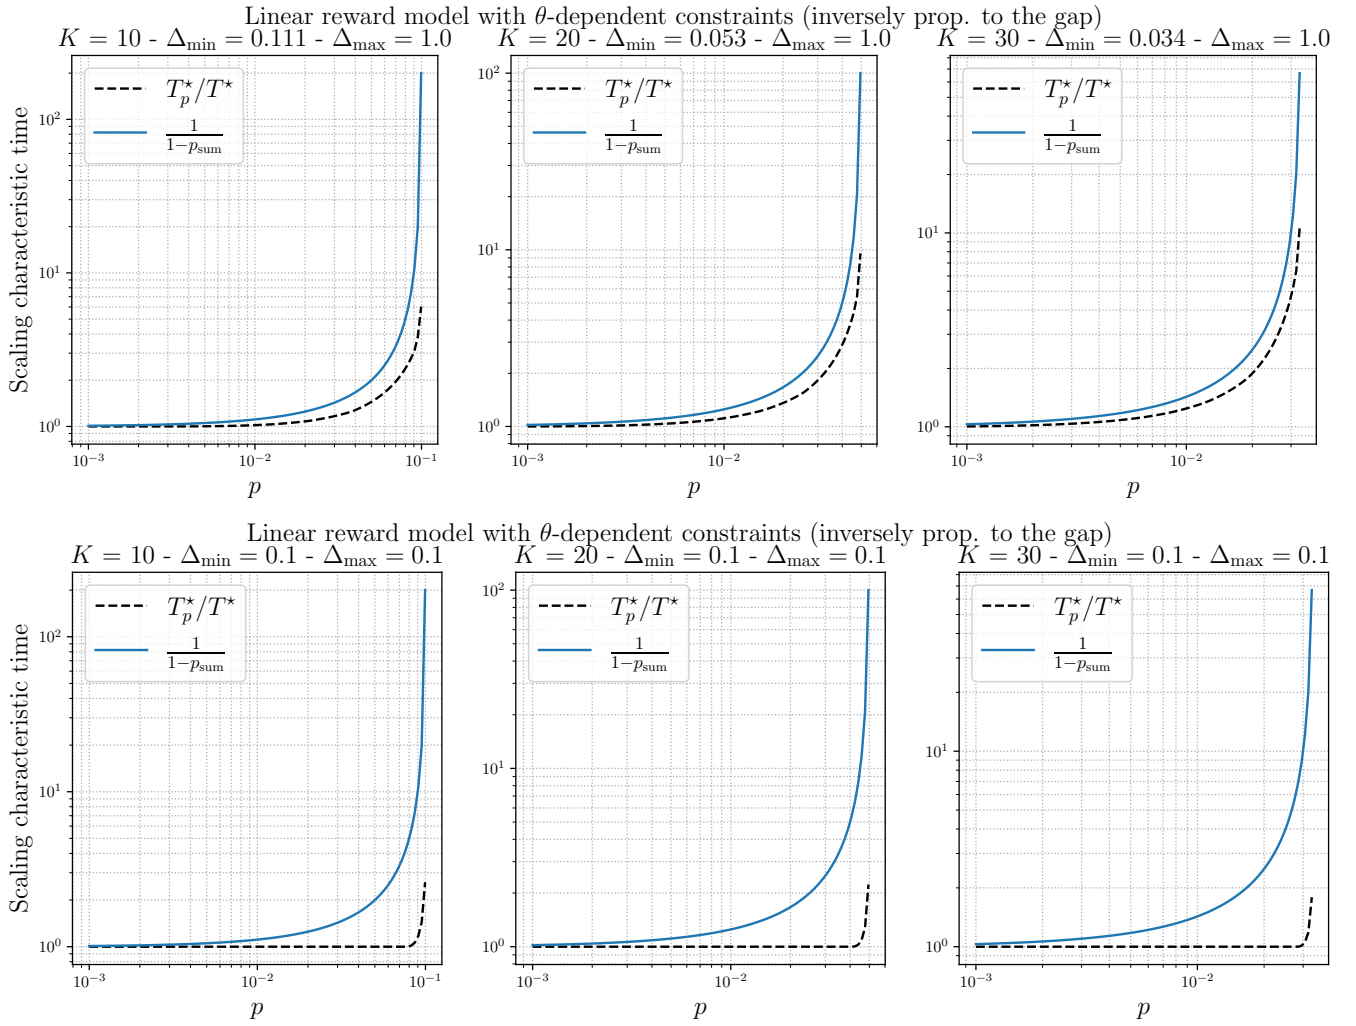 Linear reward model with θ-dependent constraints (inversely prop. to the gap)
K = 10 - Δmin = 0.111 - Δmax = 1.0
K = 20 - Δmin = 0.053 - Δmax = 1.0
K = 30 - Δmin = 0.034 - Δmax = 1.0
Scaling characteristic time
10²
10¹
10⁰
T*p/T*
1/(1−psum)
10⁻³
10⁻²
10⁻¹
p
10²
10¹
10⁰
T*p/T*
1/(1−psum)
10⁻³
10⁻²
p
10¹
10⁰
T*p/T*
1/(1−psum)
10⁻³
10⁻²
p
Linear reward model with θ-dependent constraints (inversely prop. to the gap)
K = 10 - Δmin = 0.1 - Δmax = 0.1
K = 20 - Δmin = 0.1 - Δmax = 0.1
K = 30 - Δmin = 0.1 - Δmax = 0.1
Scaling characteristic time
10²
10¹
10⁰
T*p/T*
1/(1−psum)
10⁻³
10⁻²
10⁻¹
p
10²
10¹
10⁰
T*p/T*
1/(1−psum)
10⁻³
10⁻²
p
10¹
10⁰
T*p/T*
1/(1−psum)
10⁻³
10⁻²
p